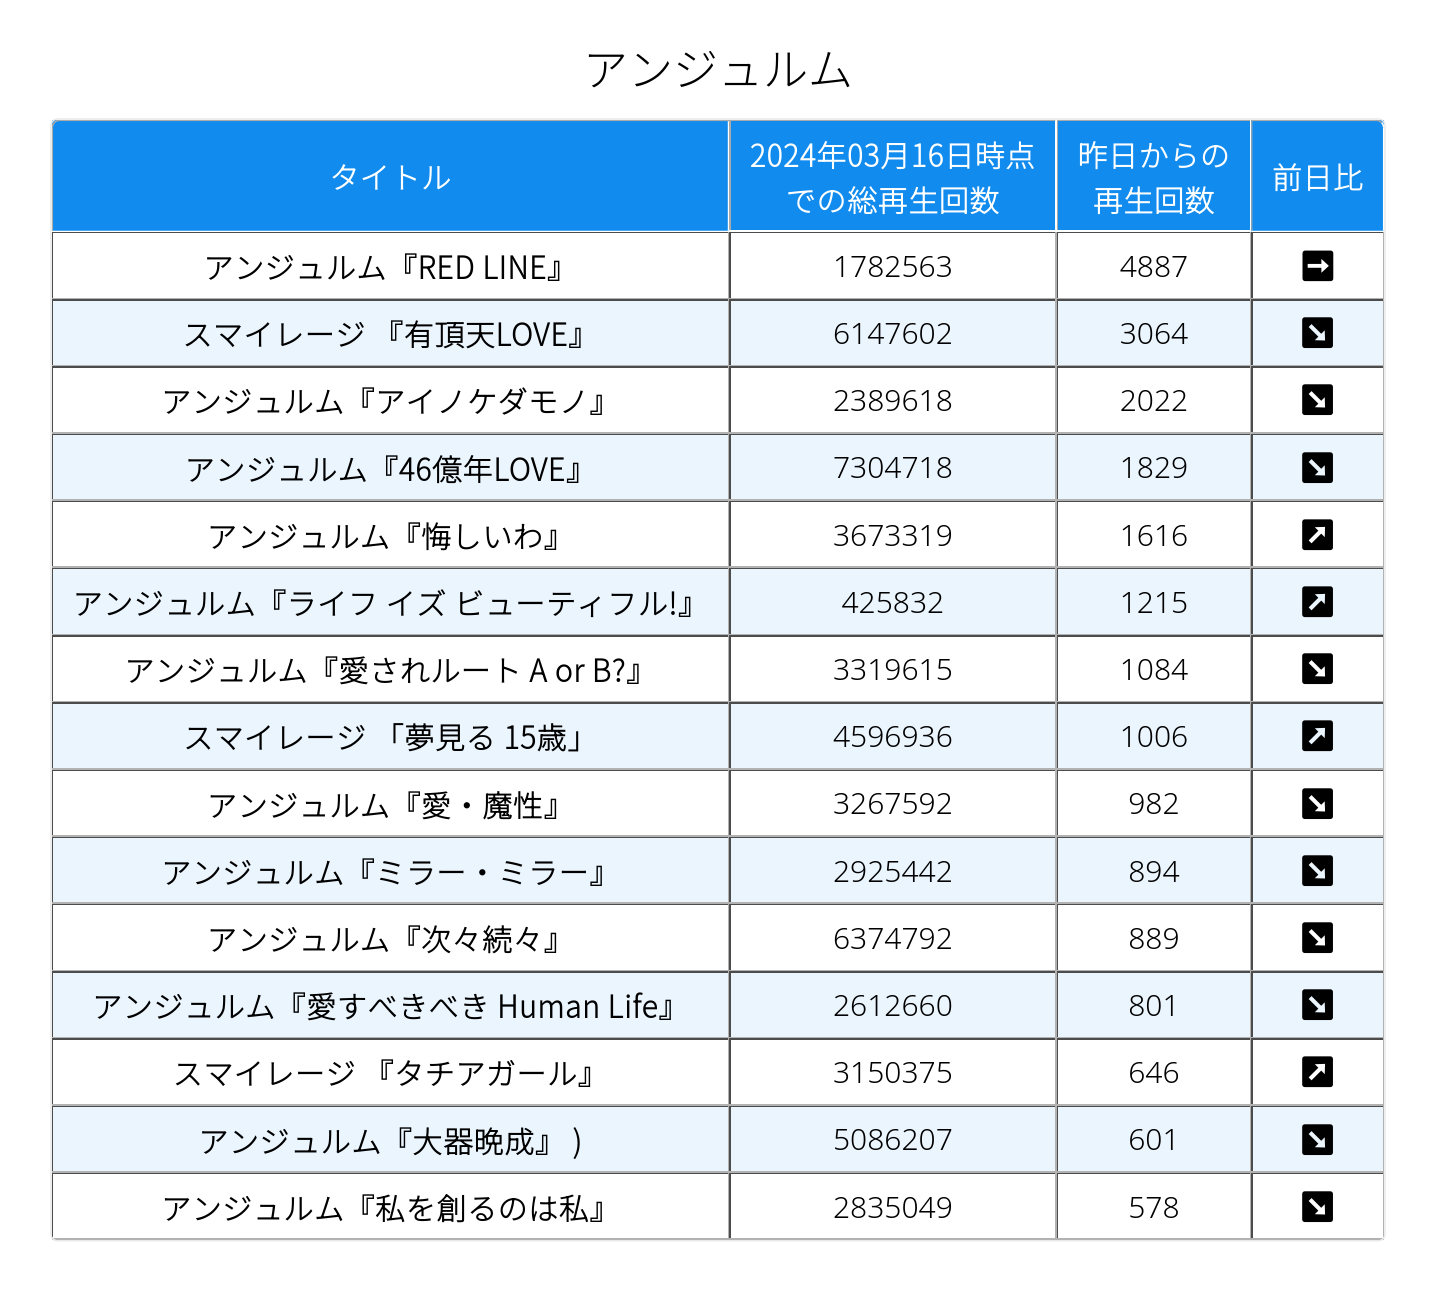 アンジュルム
タイトル
2024年03月16日時点
での総再生回数
昨日からの
再生回数
前日比
アンジュルム『RED LINE』 1782563 4887 ➡
スマイレージ 『有頂天LOVE』 6147602 3064 ↘
アンジュルム『アイノケダモノ』 2389618 2022 ↘
アンジュルム『46億年LOVE』 7304718 1829 ↘
アンジュルム『悔しいわ』 3673319 1616 ↗
アンジュルム『ライフ イズ ビューティフル!』 425832 1215 ↗
アンジュルム『愛されルート A or B?』 3319615 1084 ↘
スマイレージ 「夢見る 15歳」 4596936 1006 ↗
アンジュルム『愛・魔性』 3267592 982 ↘
アンジュルム『ミラー・ミラー』 2925442 894 ↘
アンジュルム『次々続々』 6374792 889 ↘
アンジュルム『愛すべきべき Human Life』 2612660 801 ↘
スマイレージ 『タチアガール』 3150375 646 ↗
アンジュルム『大器晩成』 ) 5086207 601 ↘
アンジュルム『私を創るのは私』 2835049 578 ↘